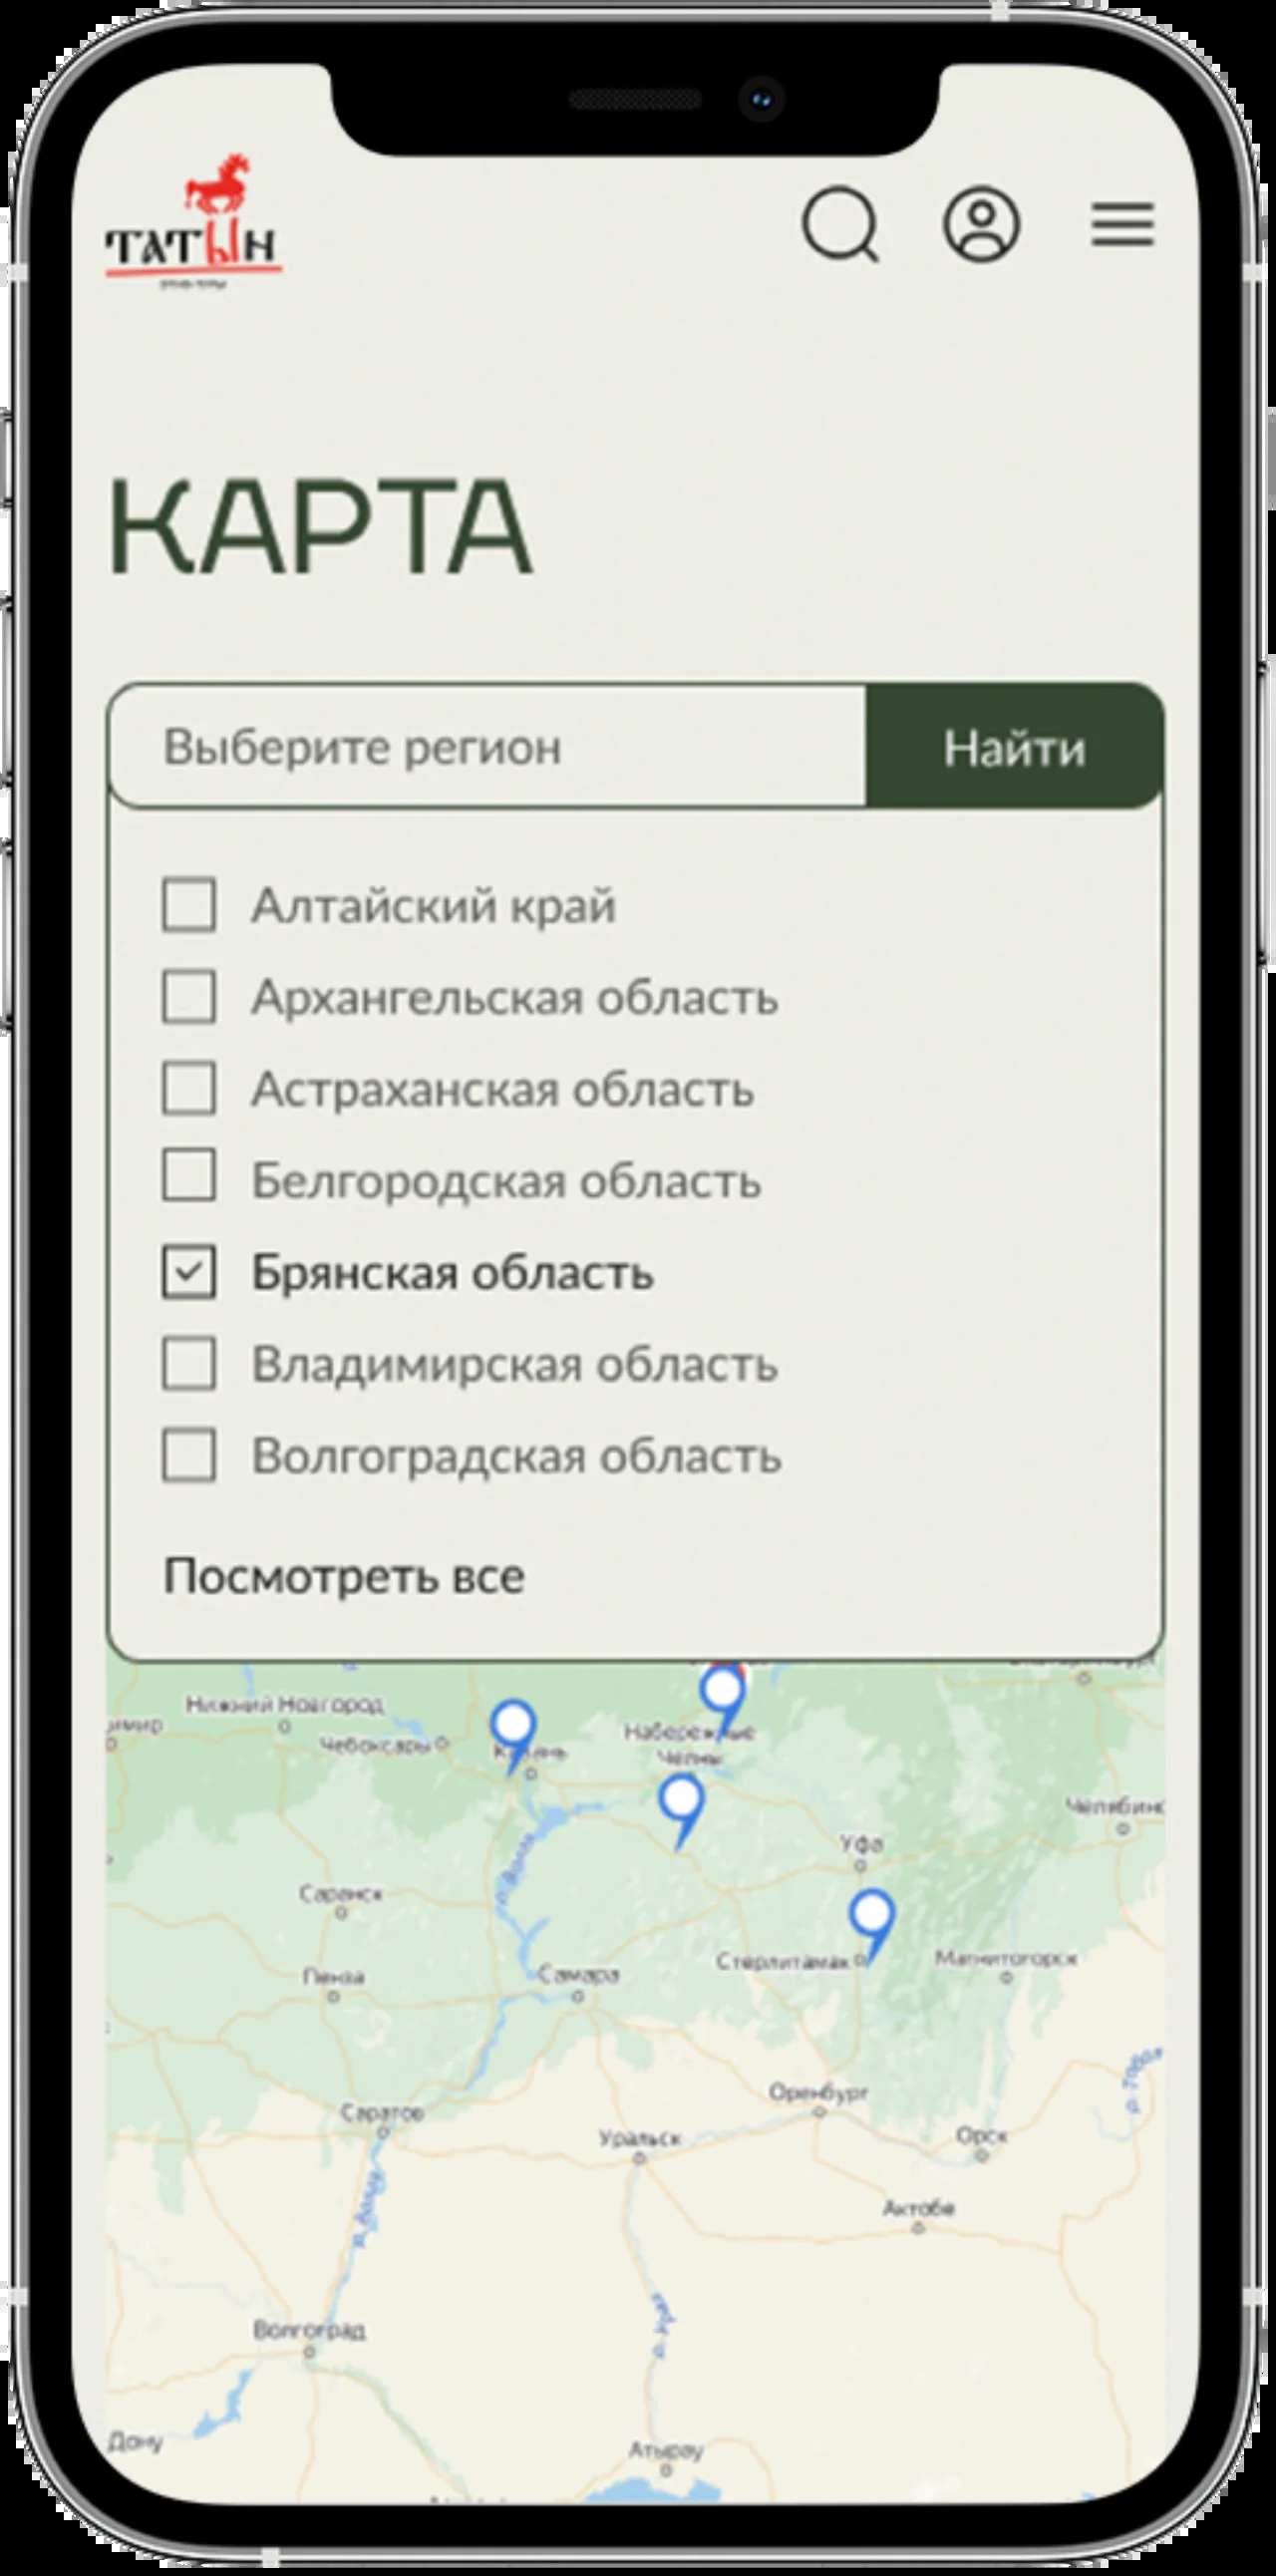 ТАТЫН
КАРТА
Выберите регион
Найти
Алтайский край
Архангельская область
Астраханская область
Белгородская область
Брянская область
Владимирская область
Волгоградская область
Посмотреть все
Нижний Новгород
Чебоксары
Казань
Набережные
Челны
Уфа
Саранск
р. Волга
Стерлитамак
Магнитогорск
Пенза
Самара
Оренбург
Саратов
Уральск
Орск
Актобе
р. Волга
Волгоград
Дону
Атырау